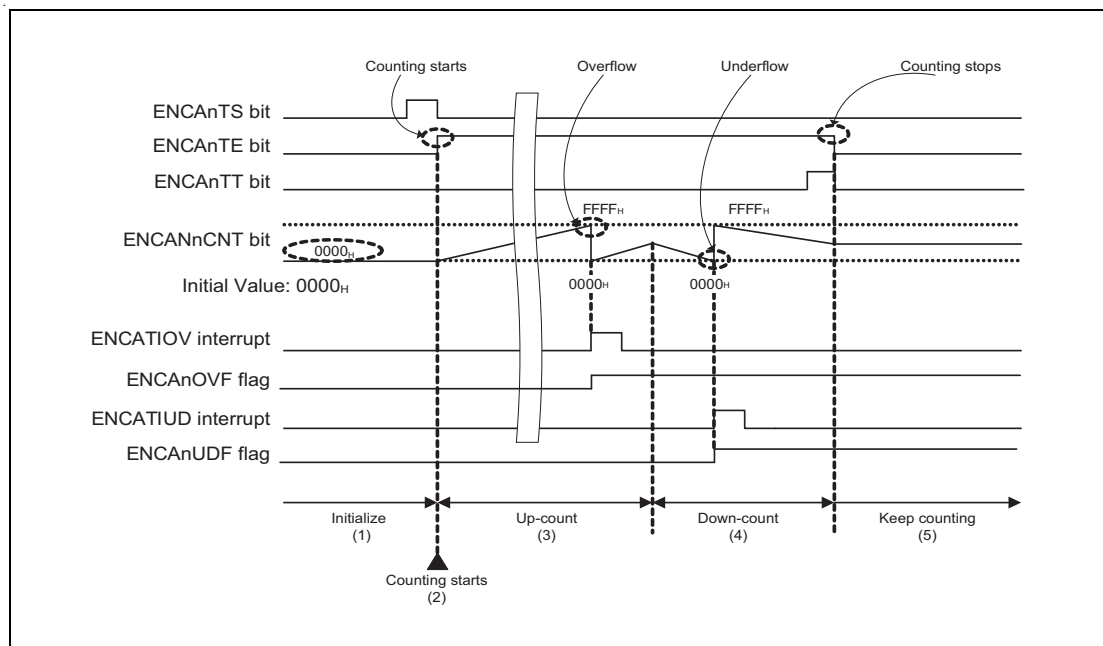 Counting starts
Overflow
Underflow
Counting stops
ENCAnTS bit
ENCAnTE bit
ENCAnTT bit
FFFFH
FFFFH
ENCANnCNT bit
0000H
Initial Value: 0000H
0000H
0000H
ENCATIOV interrupt
ENCAnOVF flag
ENCATIUD interrupt
ENCAnUDF flag
Initialize
(1)
Up-count
(3)
Down-count
(4)
Keep counting
(5)
Counting starts
(2)